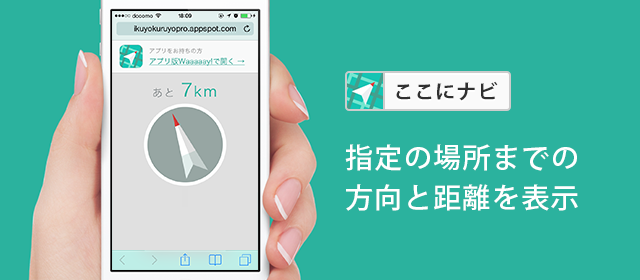 docomo 18:09
ikuyokuruyopro.appspot.com
アプリをお持ちの方
アプリ版Waaaaay!で開く →
あと 7km
ここにナビ
指定の場所までの
方向と距離を表示